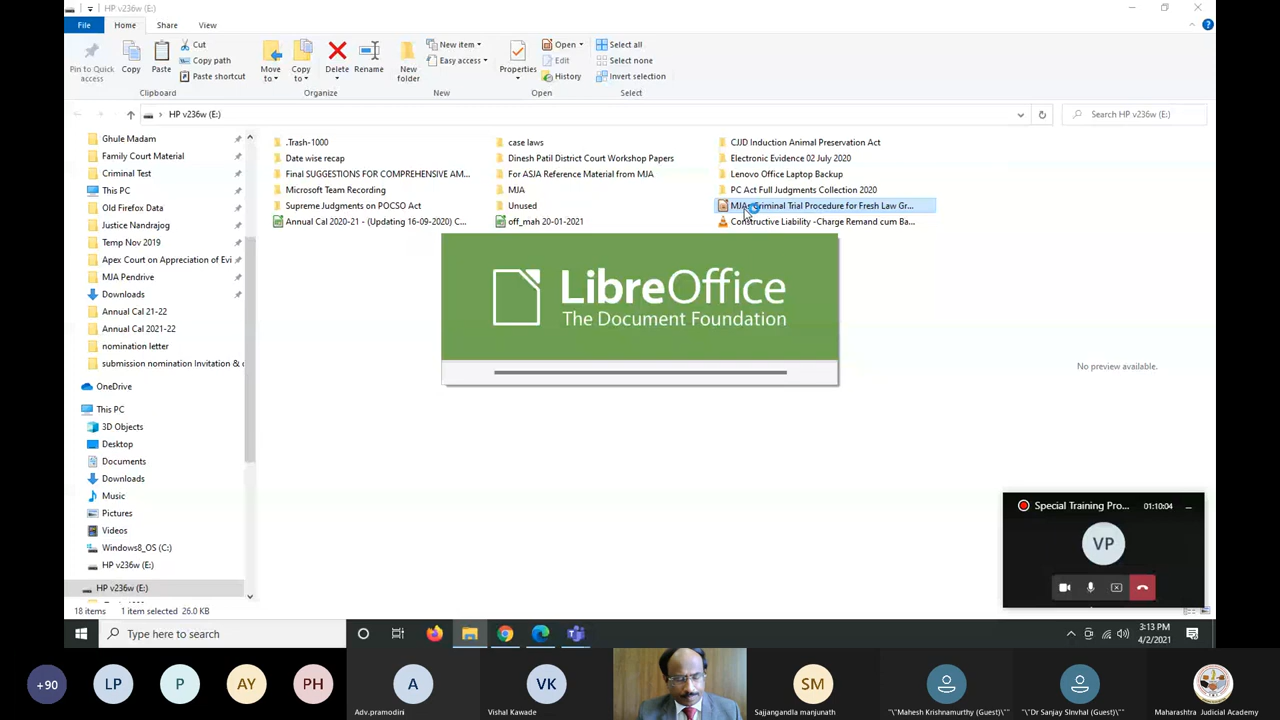 HP v236w (E:)
File Home Share View
Pin to Quick access
Copy
Paste
Cut
Copy path
Paste shortcut
Clipboard
Move to
Copy to
Delete
Rename
Organize
New folder
New item
Easy access
New
Properties
Open
Edit
History
Open
Select all
Select none
Invert selection
Select
HP v236w (E:)
Search HP v236w (E:)
Ghule Madam
Family Court Material
Criminal Test
This PC
Old Firefox Data
Justice Nandrajog
Temp Nov 2019
Apex Court on Appreciation of Evi
MJA Pendrive
Downloads
Annual Cal 21-22
Annual Cal 2021-22
nomination letter
submission nomination Invitation &
OneDrive
This PC
3D Objects
Desktop
Documents
Downloads
Music
Pictures
Videos
Windows8_OS (C:)
HP v236w (E:)
HP v236w (E:)
.Trash-1000
Date wise recap
Final SUGGESTIONS FOR COMPREHENSIVE AM...
Microsoft Team Recording
Supreme Judgments on POCSO Act
Annual Cal 2020-21 - (Updating 16-09-2020) C...
case laws
Dinesh Patil District Court Workshop Papers
For ASJA Reference Material from MJA
MJA
Unused
off_mah 20-01-2021
CJJD Induction Animal Preservation Act
Electronic Evidence 02 July 2020
Lenovo Office Laptop Backup
PC Act Full Judgments Collection 2020
MJA Criminal Trial Procedure for Fresh Law Gr...
Constructive Liability -Charge Remand cum Ba...
LibreOffice
The Document Foundation
No preview available.
Special Training Pro... 01:10:04
VP
18 items 1 item selected 26.0 KB
Type here to search
3:13 PM
4/2/2021
+90 LP P AY PH A VK SM
Adv.pramodini
Vishal Kawade
Sajjangandla manjunath
\"\"Mahesh Krishnamurthy (Guest)\"\"
\"\"Dr Sanjay SInvhal (Guest)\"\"
Maharashtra Judicial Academy